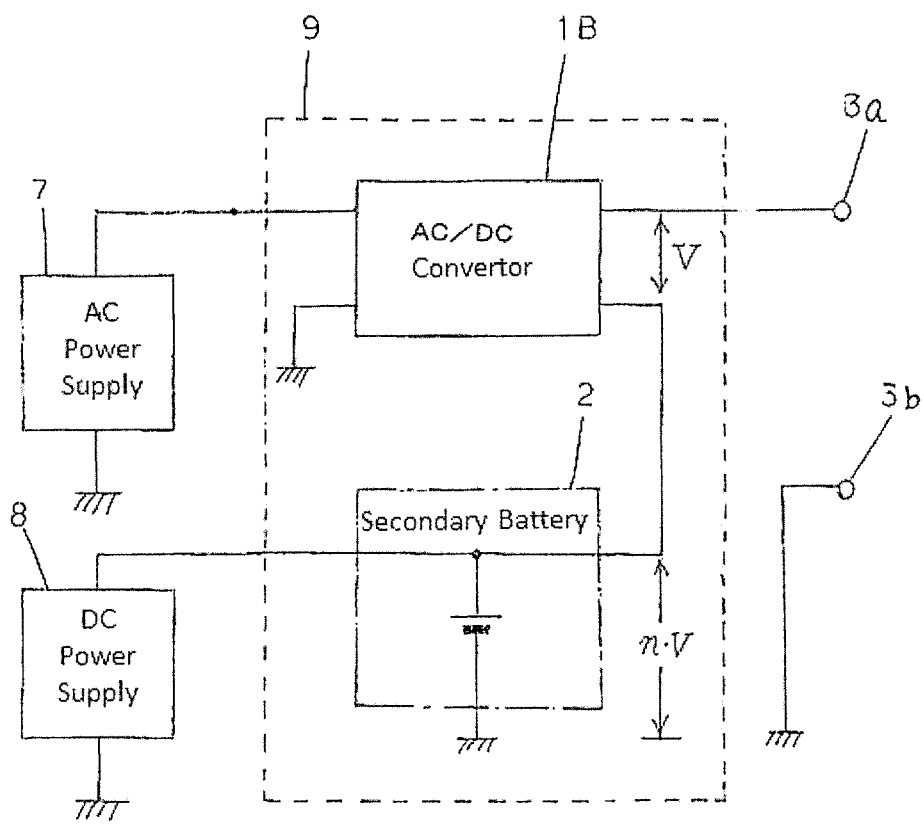 9
1B
3a
7
AC/DC
Convertor
V
AC
Power
Supply
2
3b
8
Secondary Battery
DC
Power
Supply
n·V